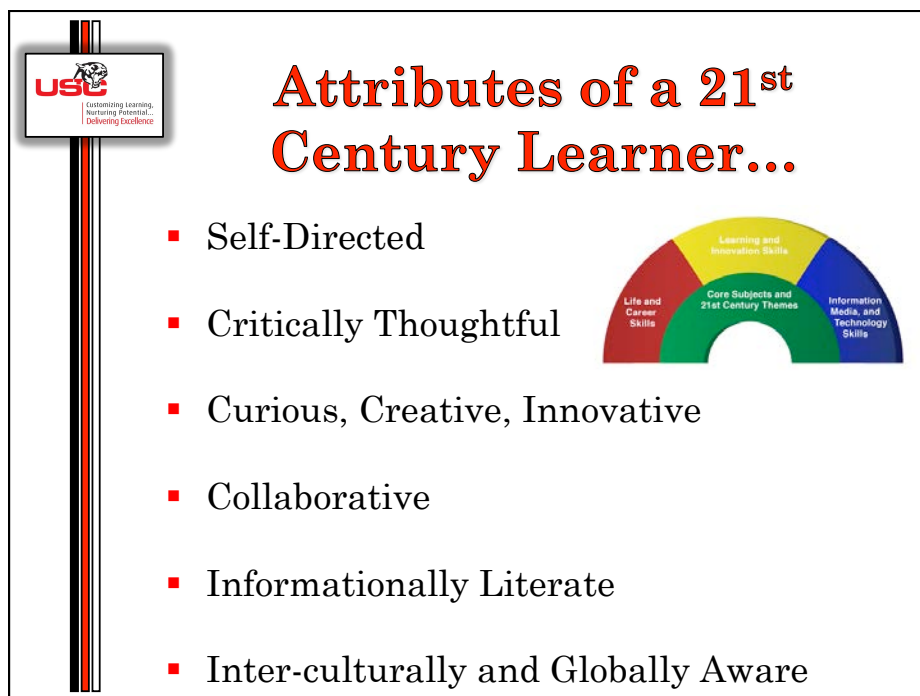 USC
Customizing Learning,
Nurturing Potential...
Delivering Excellence
Attributes of a 21st
Century Learner...
▪ Self-Directed
▪ Critically Thoughtful
▪ Curious, Creative, Innovative
▪ Collaborative
▪ Informationally Literate
▪ Inter-culturally and Globally Aware
Learning and
Innovation Skills
Life and
Career
Skills
Core Subjects and
21st Century Themes
Information
Media, and
Technology
Skills